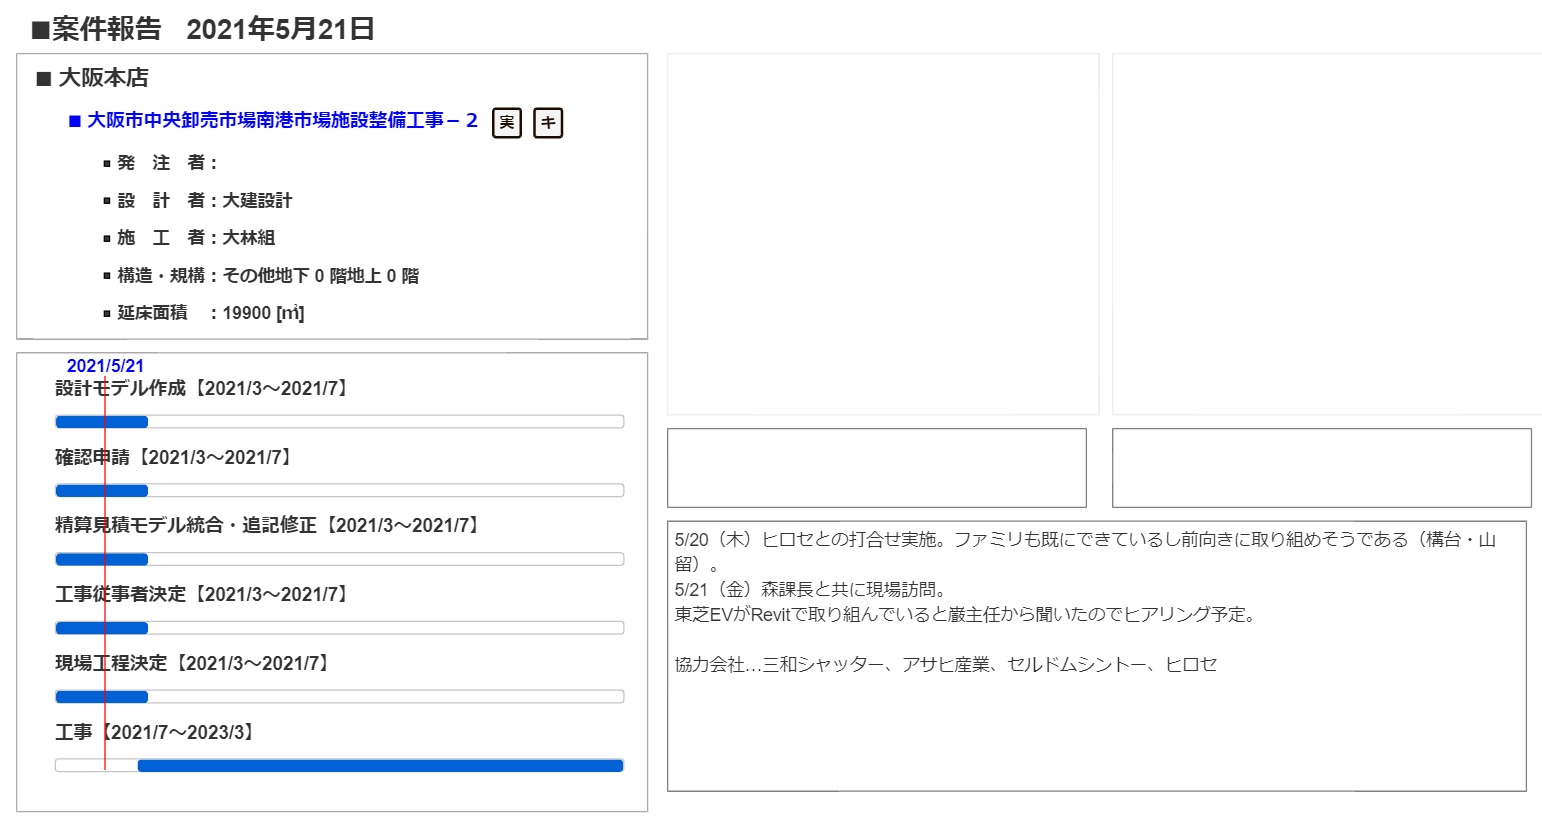 ■案件報告　2021年5月21日
■ 大阪本店
■ 大阪市中央卸売市場南港市場施設整備工事－２ 実 キ
▪ 発　注　者：
▪ 設　計　者：大建設計
▪ 施　工　者：大林組
▪ 構造・規構：その他地下 0 階地上 0 階
▪ 延床面積　：19900 [㎡]
2021/5/21
設計モデル作成【2021/3～2021/7】
確認申請【2021/3～2021/7】
精算見積モデル統合・追記修正【2021/3～2021/7】
工事従事者決定【2021/3～2021/7】
現場工程決定【2021/3～2021/7】
工事【2021/7～2023/3】
5/20（木）ヒロセとの打合せ実施。ファミリも既にできているし前向きに取り組めそうである（構台・山
留）。
5/21（金）森課長と共に現場訪問。
東芝EVがRevitで取り組んでいると巌主任から聞いたのでヒアリング予定。
協力会社…三和シャッター、アサヒ産業、セルドムシントー、ヒロセ